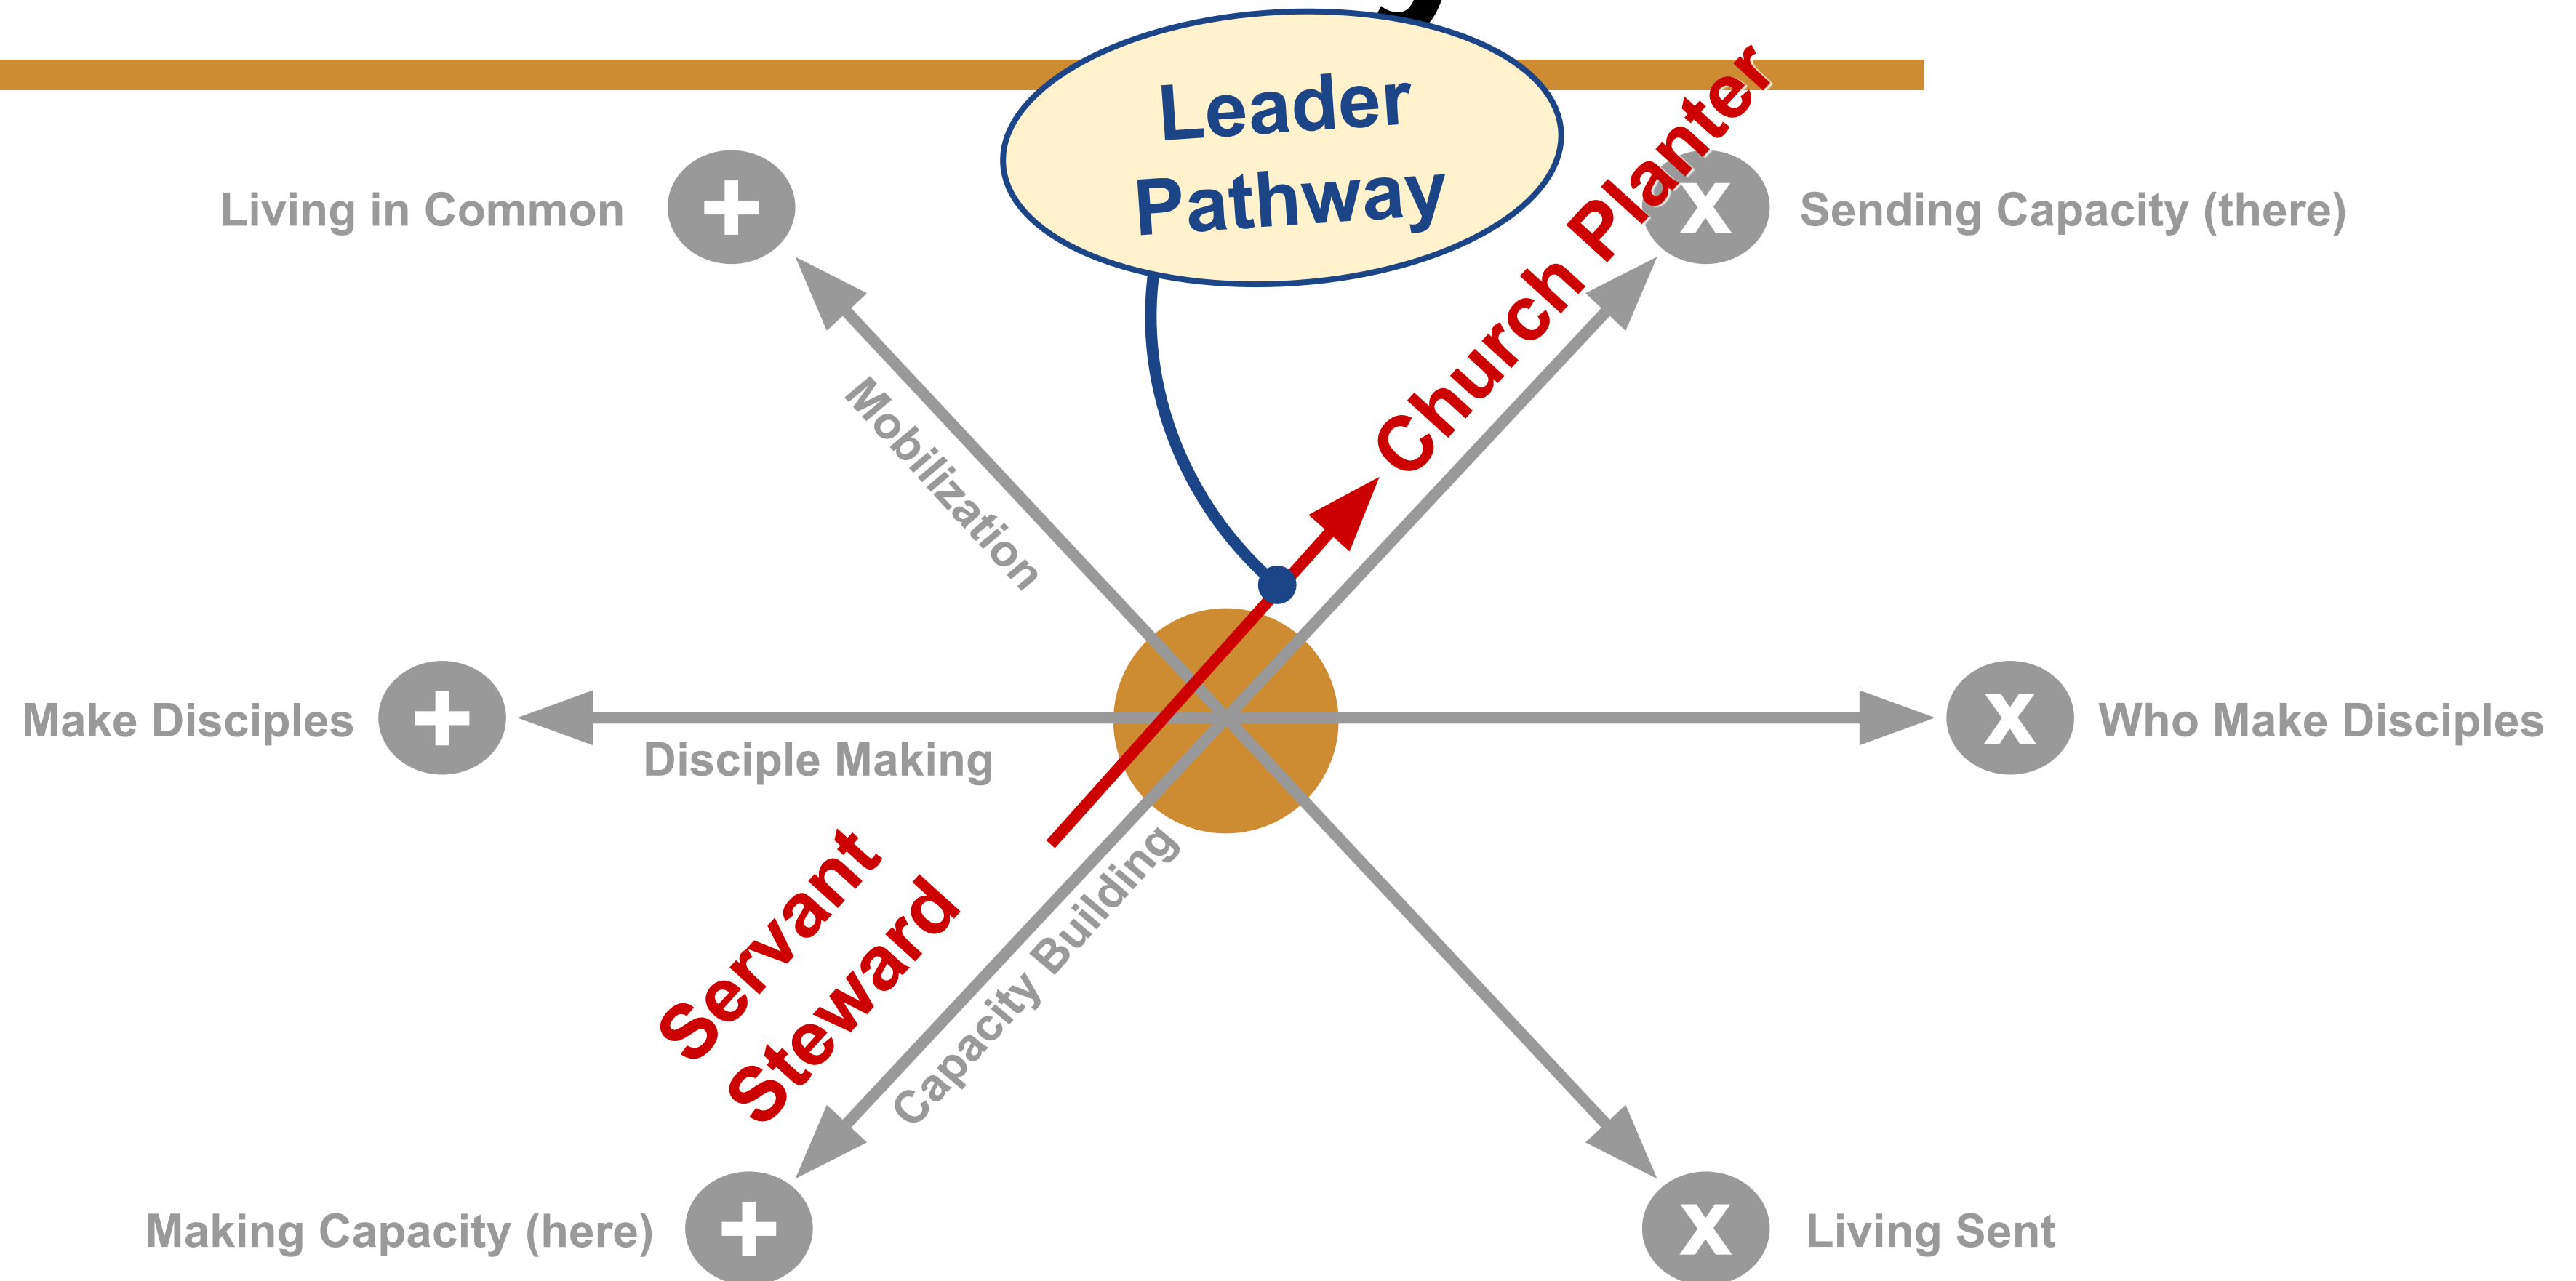 Leader
Pathway
Church Planter
Living in Common
+
X
Sending Capacity (there)
Mobilization
Make Disciples
+
X
Who Make Disciples
Disciple Making
Servant
Steward
Capacity Building
Making Capacity (here)
+
X
Living Sent